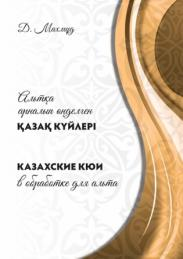 Д. Махмуд
Альтқа
арналып өңделген
ҚАЗАҚ КҮЙЛЕРІ
КАЗАХСКИЕ КЮИ
в обработке для альта